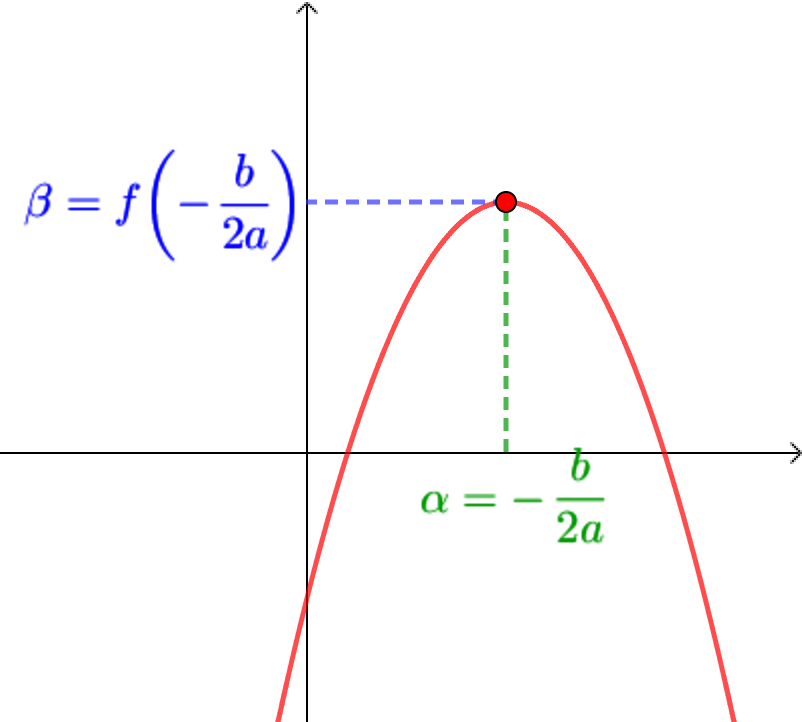 β = f(−b/2a)
α = −b/2a